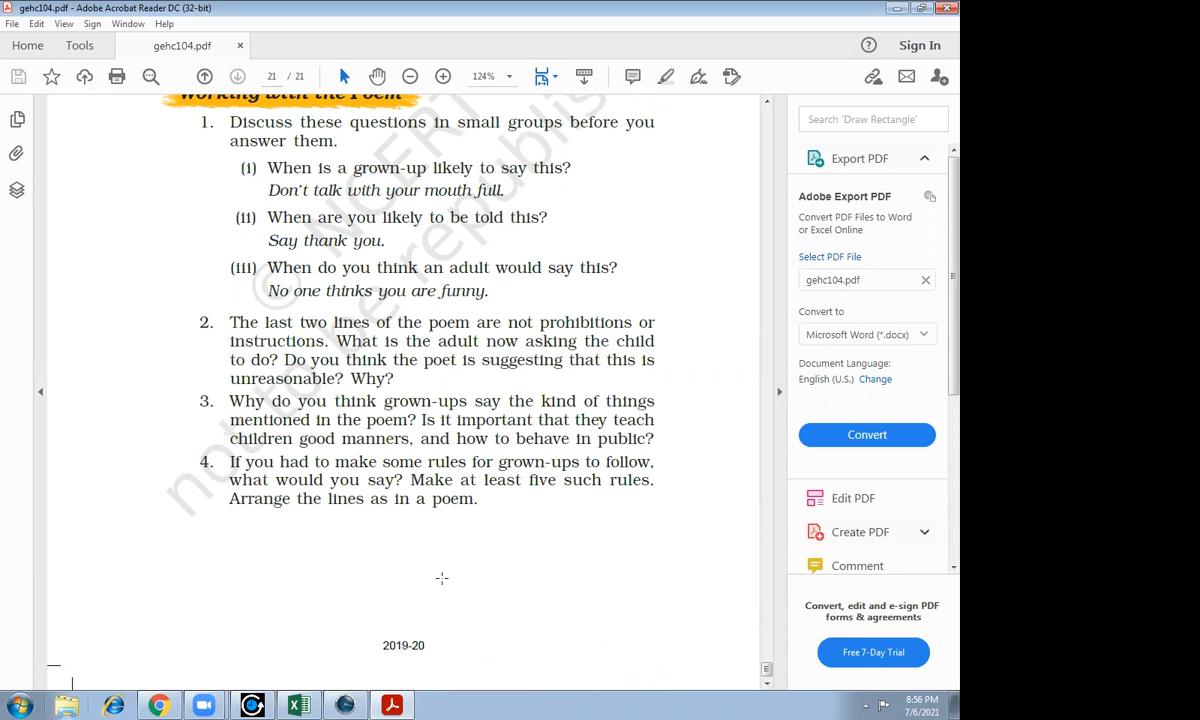 gehc104.pdf - Adobe Acrobat Reader DC (32-bit)
File Edit View Sign Window Help
Home Tools gehc104.pdf × Sign In
21 / 21 124%
Working with the Poem
1. Discuss these questions in small groups before you
answer them.
(i) When is a grown-up likely to say this?
Don't talk with your mouth full.
(ii) When are you likely to be told this?
Say thank you.
(iii) When do you think an adult would say this?
No one thinks you are funny.
2. The last two lines of the poem are not prohibitions or
instructions. What is the adult now asking the child
to do? Do you think the poet is suggesting that this is
unreasonable? Why?
3. Why do you think grown-ups say the kind of things
mentioned in the poem? Is it important that they teach
children good manners, and how to behave in public?
4. If you had to make some rules for grown-ups to follow,
what would you say? Make at least five such rules.
Arrange the lines as in a poem.
2019-20
© NCERT
not to be republis
Search 'Draw Rectangle'
Export PDF
Adobe Export PDF
Convert PDF Files to Word
or Excel Online
Select PDF File
gehc104.pdf
Convert to
Microsoft Word (*.docx)
Document Language:
English (U.S.) Change
Convert
Edit PDF
Create PDF
Comment
Convert, edit and e-sign PDF
forms & agreements
Free 7-Day Trial
8:56 PM
7/6/2021